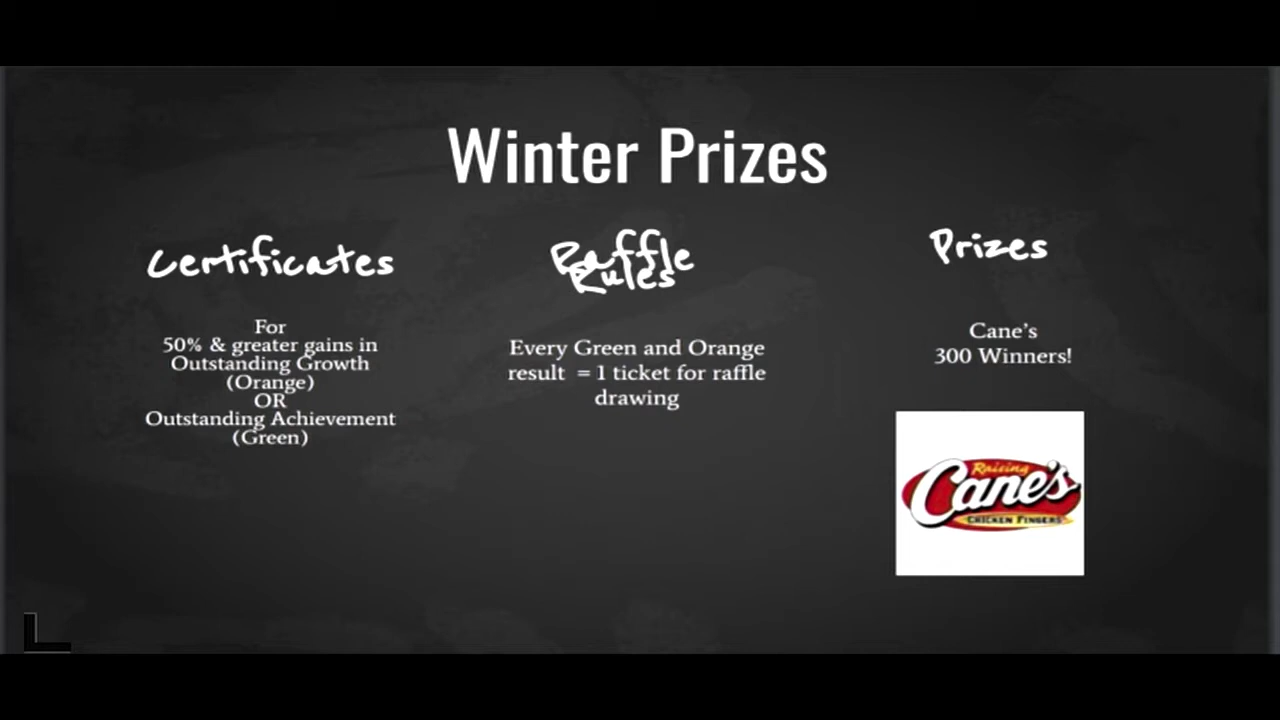 Winter Prizes
Certificates
For
50% & greater gains in
Outstanding Growth
(Orange)
OR
Outstanding Achievement
(Green)
Raffle
Rules
Every Green and Orange
result = 1 ticket for raffle
drawing
Prizes
Cane's
300 Winners!
Raising
Cane's
CHICKEN FINGERS